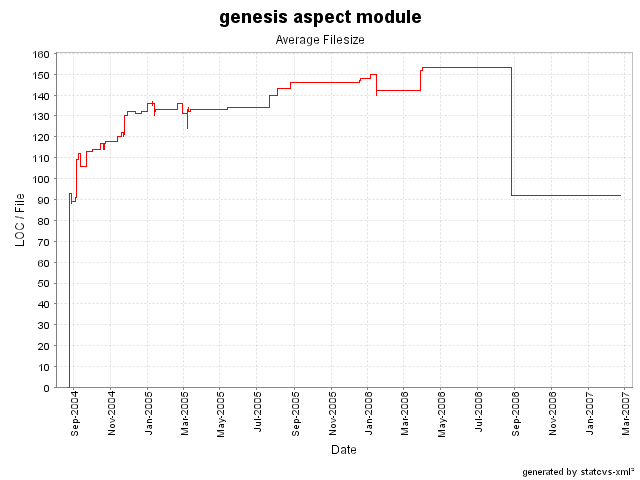 genesis aspect module
Average Filesize
160
150
140
130
120
110
100
90
80
70
60
50
40
30
20
10
0
LOC / File
Sep-2004
Nov-2004
Jan-2005
Mar-2005
May-2005
Jul-2005
Sep-2005
Nov-2005
Jan-2006
Mar-2006
May-2006
Jul-2006
Sep-2006
Nov-2006
Jan-2007
Mar-2007
Date
generated by statcvs-xml²